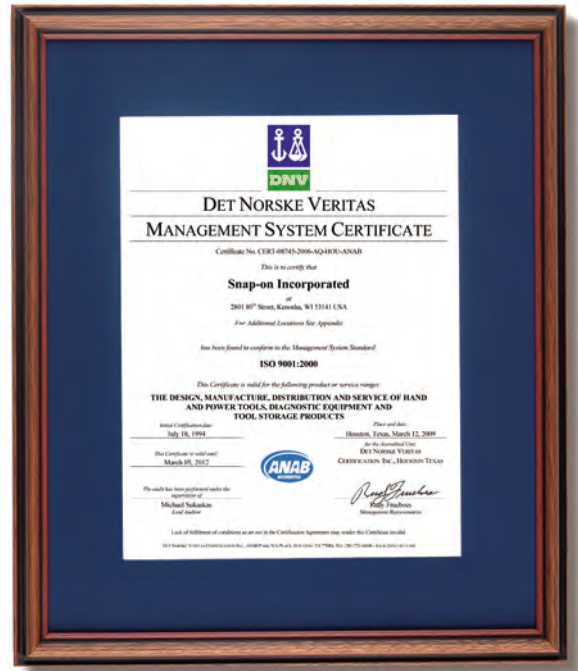 DNV
DET NORSKE VERITAS
MANAGEMENT SYSTEM CERTIFICATE
Certificate No. CERT-08745-2006-AQ-HOU-ANAB
This is to certify that
Snap-on Incorporated
at
2801 80th Street, Kenosha, WI 53141 USA
For Additional Locations See Appendix
has been found to conform to the Management System Standard:
ISO 9001:2000
This Certificate is valid for the following product or service ranges:
THE DESIGN, MANUFACTURE, DISTRIBUTION AND SERVICE OF HAND
AND POWER TOOLS, DIAGNOSTIC EQUIPMENT AND
TOOL STORAGE PRODUCTS
Initial Certification date:
July 18, 1994
Place and date:
Houston, Texas, March 12, 2009
This Certificate is valid until:
March 05, 2012
for the Accredited Unit:
DET NORSKE VERITAS
CERTIFICATION INC., HOUSTON TEXAS
ANAB
ACCREDITED
The audit has been performed under the
supervision of
Michael Sukaskas
Lead Auditor
Rudy Frueboes
Management Representative
Lack of fulfillment of conditions as set out in the Certification Agreement may render this Certificate invalid.
DET NORSKE VERITAS CERTIFICATION INC.